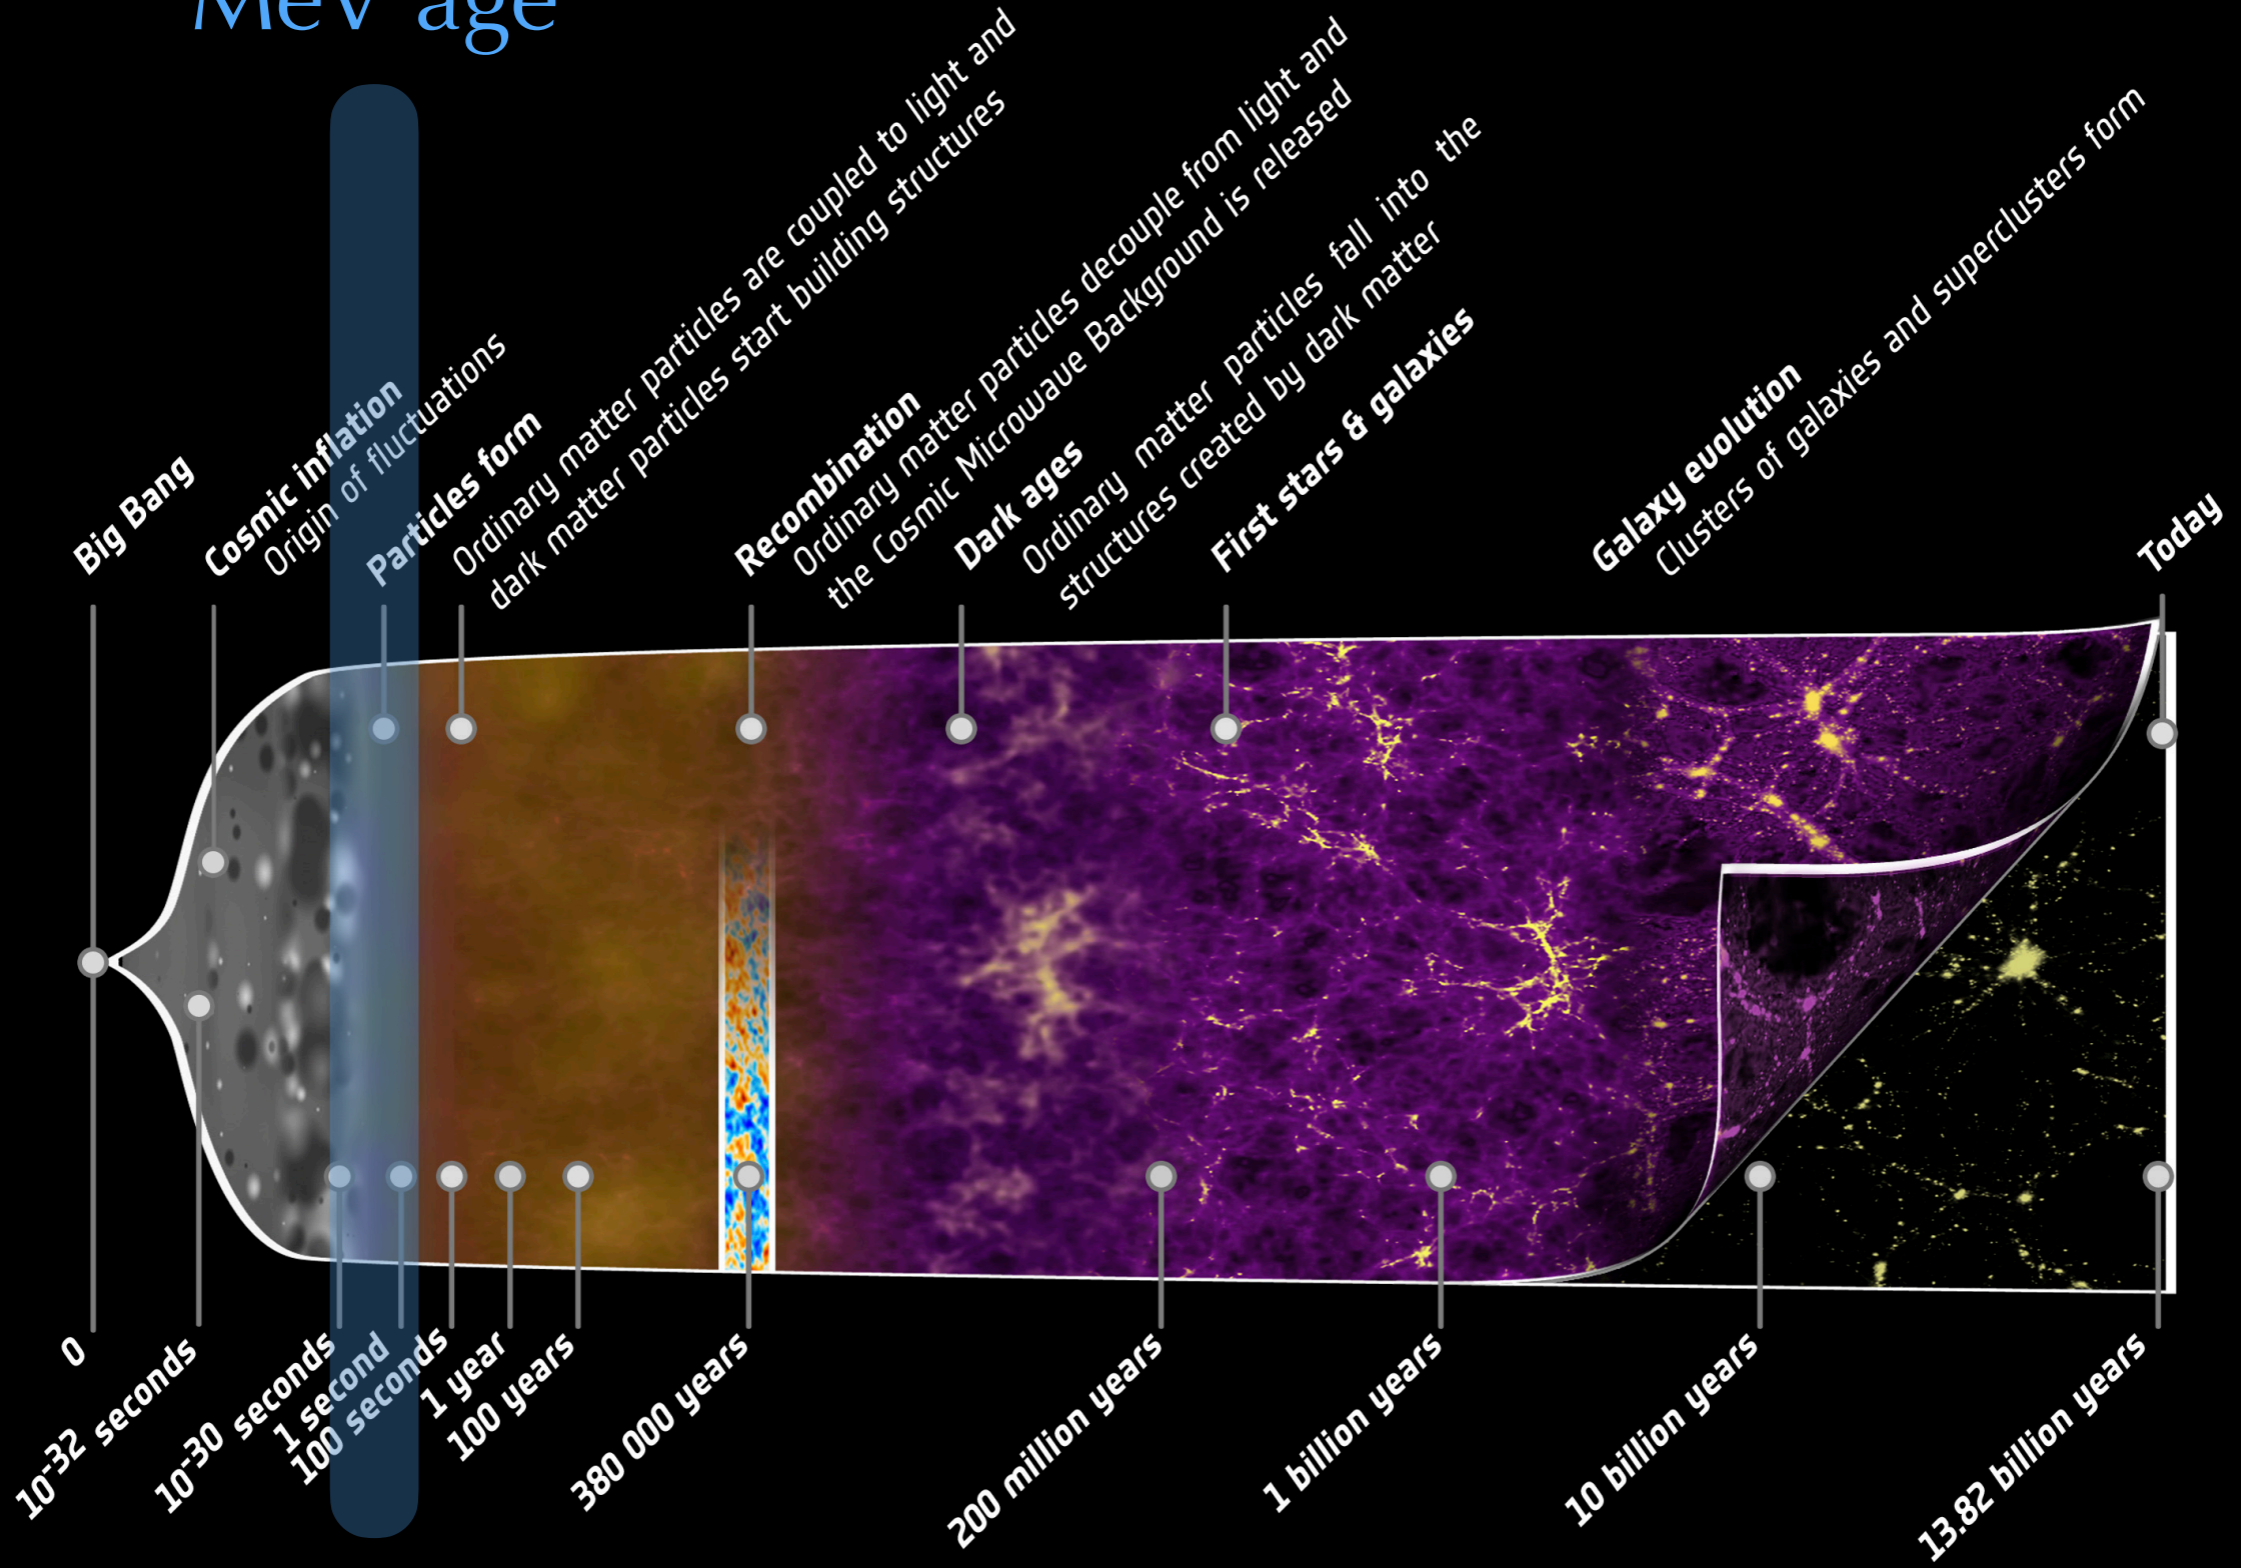 MeV age
Big Bang
Cosmic inflation
Origin of fluctuations
Particles form
Ordinary matter particles are coupled to light and
dark matter particles start building structures
Recombination
Ordinary matter particles decouple from light and
the Cosmic Microwave Background is released
Dark ages
Ordinary matter particles fall into the
structures created by dark matter
First stars & galaxies
Galaxy evolution
Clusters of galaxies and superclusters form
Today
0
10-32 seconds
10-30 seconds
1 second
100 seconds
1 year
100 years
380 000 years
200 million years
1 billion years
10 billion years
13.82 billion years